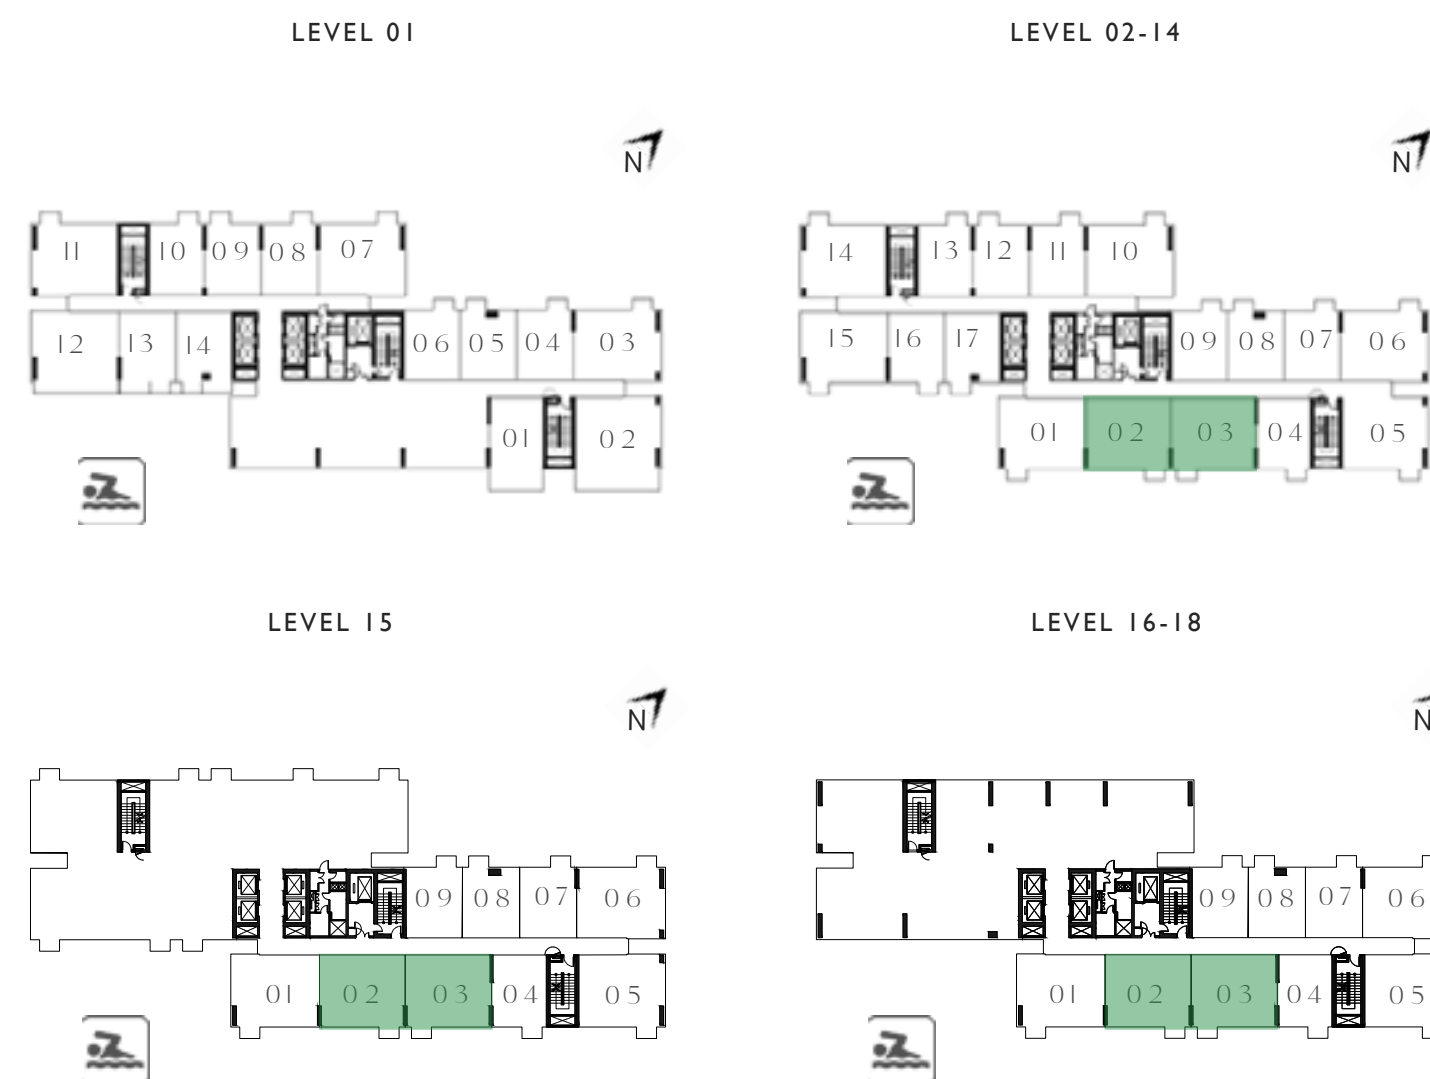 LEVEL 01
LEVEL 02-14
N
N
11 10 09 08 07
14 13 12 11 10
12 13 14 06 05 04 03
15 16 17 09 08 07 06
01 02
01 02 03 04 05
LEVEL 15
LEVEL 16-18
N
N
09 08 07 06
09 08 07 06
01 02 03 04 05
01 02 03 04 05